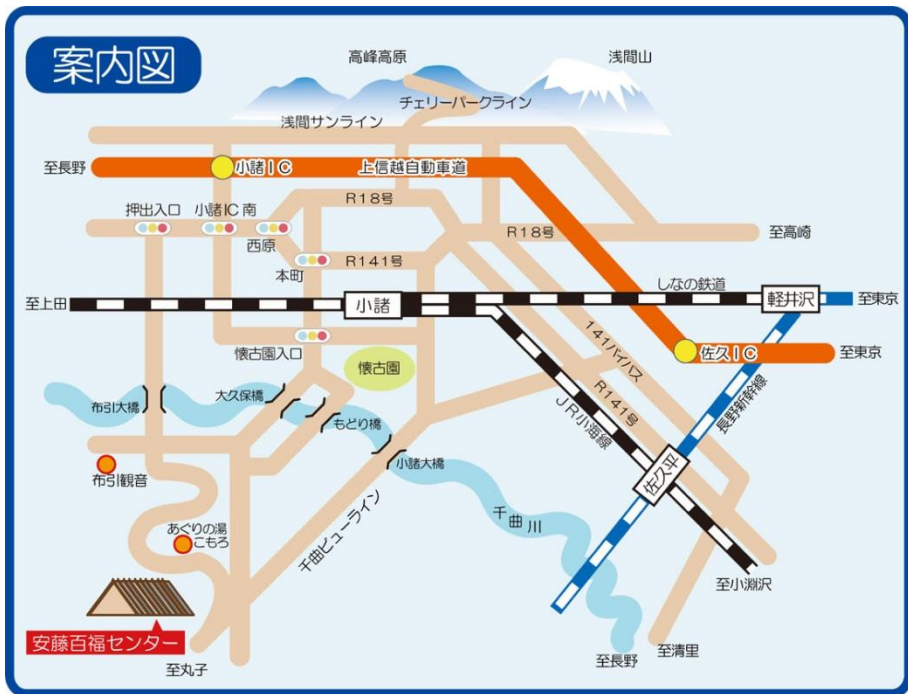 案内図
高峰高原
浅間山
チェリーパークライン
浅間サンライン
至長野
小諸IC
上信越自動車道
R18号
押出入口
小諸IC南
西原
本町
R141号
R18号
至高崎
しなの鉄道
至上田
小諸
軽井沢
至東京
懐古園入口
懐古園
141バイパス
佐久IC
至東京
R141号
長野新幹線
JR小海線
布引大橋
大久保橋
もどり橋
小諸大橋
佐久平
布引観音
千曲川
千曲ビューライン
あぐりの湯
こもろ
至小淵沢
安藤百福センター
至丸子
至長野
至清里